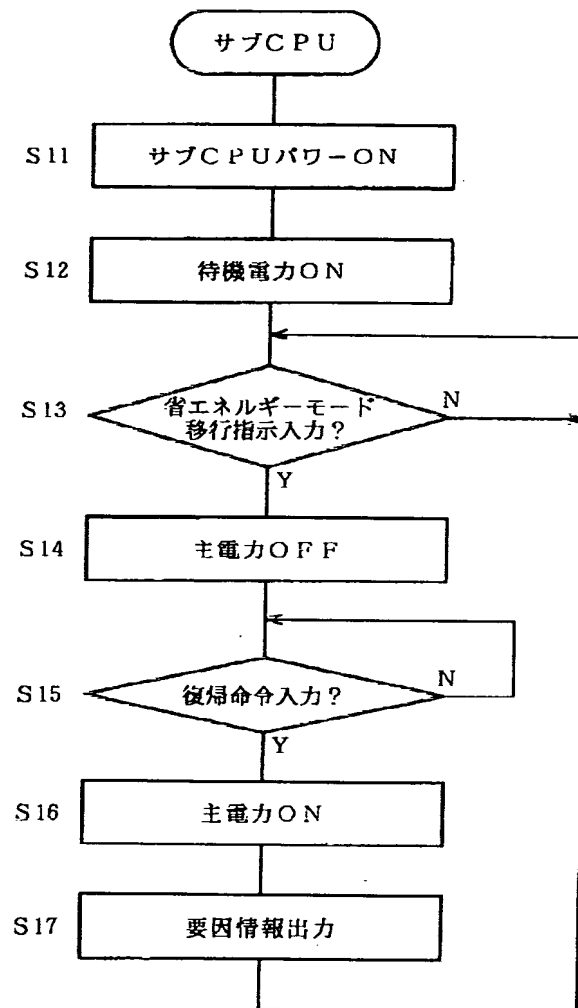 サブCPU
S11
サブCPUパワーON
S12
待機電力ON
S13
省エネルギーモード
移行指示入力?
N
Y
S14
主電力OFF
S15
復帰命令入力?
N
Y
S16
主電力ON
S17
要因情報出力